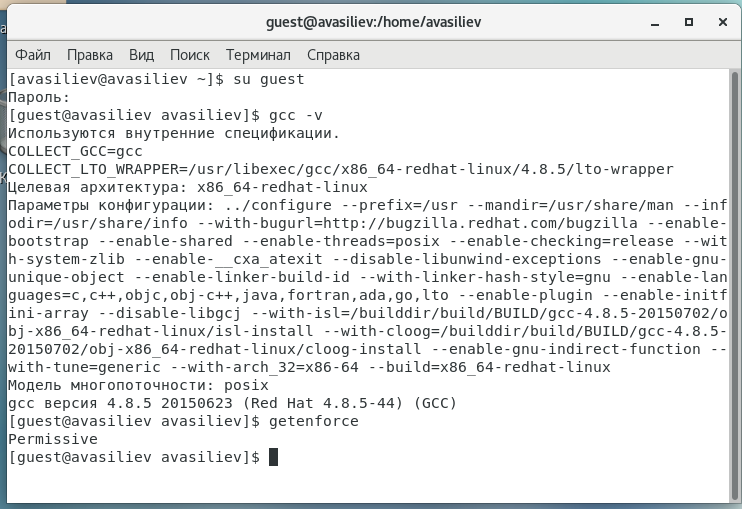 guest@avasiliev:/home/avasiliev
Файл Правка Вид Поиск Терминал Справка
[avasiliev@avasiliev ~]$ su guest
Пароль:
[guest@avasiliev avasiliev]$ gcc -v
Используются внутренние спецификации.
COLLECT_GCC=gcc
COLLECT_LTO_WRAPPER=/usr/libexec/gcc/x86_64-redhat-linux/4.8.5/lto-wrapper
Целевая архитектура: x86_64-redhat-linux
Параметры конфигурации: ../configure --prefix=/usr --mandir=/usr/share/man --inf
odir=/usr/share/info --with-bugurl=http://bugzilla.redhat.com/bugzilla --enable-
bootstrap --enable-shared --enable-threads=posix --enable-checking=release --wit
h-system-zlib --enable-__cxa_atexit --disable-libunwind-exceptions --enable-gnu-
unique-object --enable-linker-build-id --with-linker-hash-style=gnu --enable-lan
guages=c,c++,objc,obj-c++,java,fortran,ada,go,lto --enable-plugin --enable-initf
ini-array --disable-libgcj --with-isl=/builddir/build/BUILD/gcc-4.8.5-20150702/o
bj-x86_64-redhat-linux/isl-install --with-cloog=/builddir/build/BUILD/gcc-4.8.5-
20150702/obj-x86_64-redhat-linux/cloog-install --enable-gnu-indirect-function --
with-tune=generic --with-arch_32=x86-64 --build=x86_64-redhat-linux
Модель многопоточности: posix
gcc версия 4.8.5 20150623 (Red Hat 4.8.5-44) (GCC)
[guest@avasiliev avasiliev]$ getenforce
Permissive
[guest@avasiliev avasiliev]$